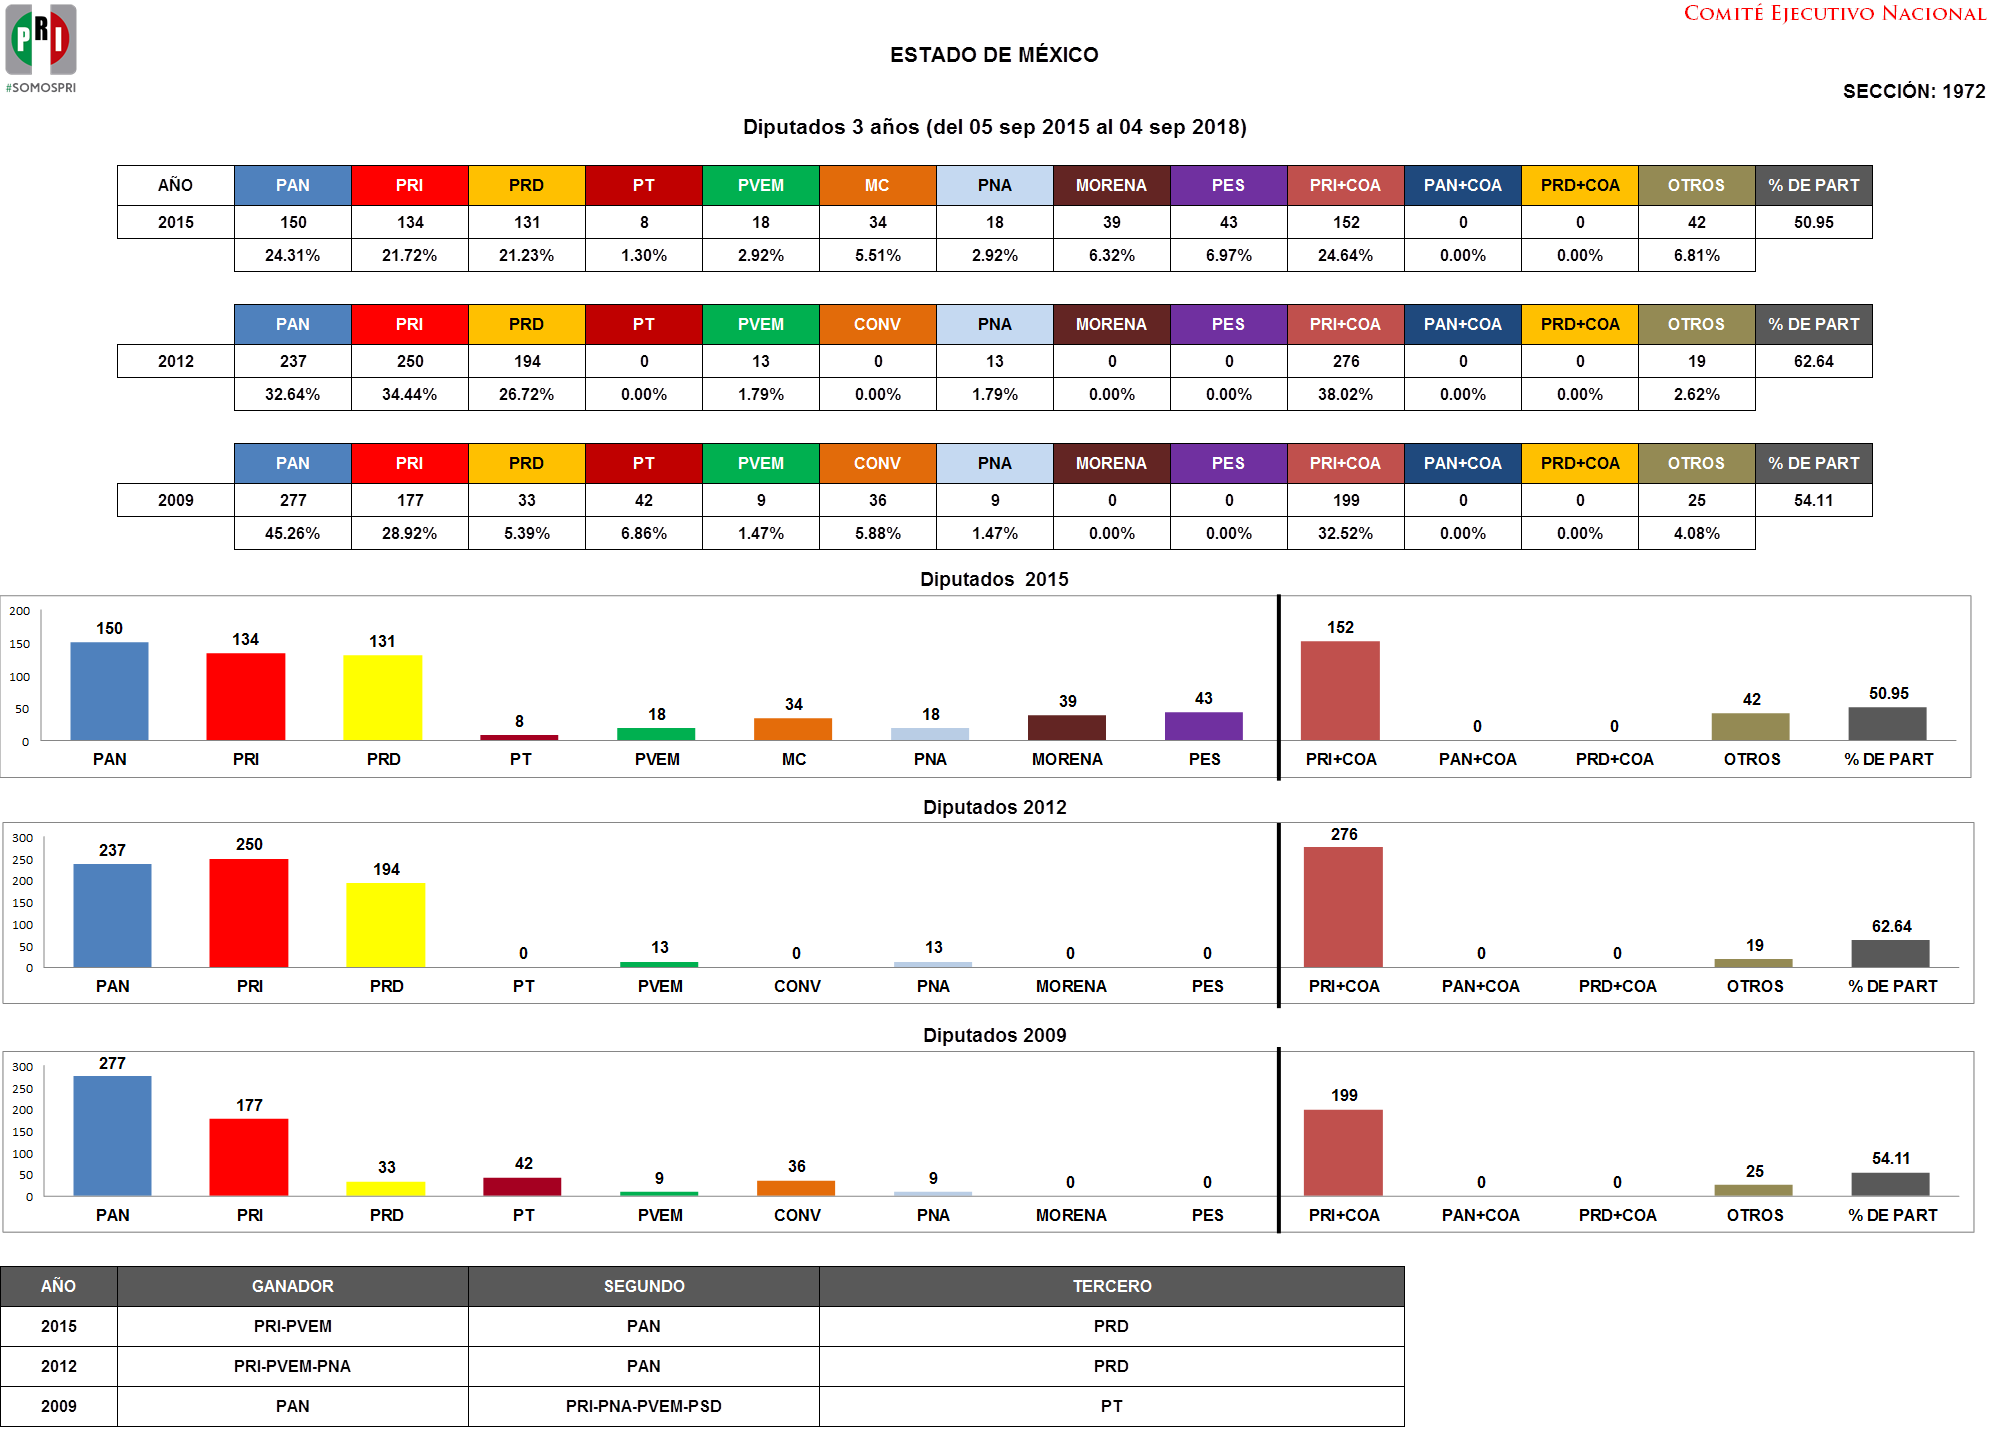 PRI
#SOMOSPRI
COMITÉ EJECUTIVO NACIONAL
ESTADO DE MÉXICO
SECCIÓN: 1972
Diputados 3 años (del 05 sep 2015 al 04 sep 2018)
AÑO PAN PRI PRD PT PVEM MC PNA MORENA PES PRI+COA PAN+COA PRD+COA OTROS % DE PART
2015 150 134 131 8 18 34 18 39 43 152 0 0 42 50.95
24.31% 21.72% 21.23% 1.30% 2.92% 5.51% 2.92% 6.32% 6.97% 24.64% 0.00% 0.00% 6.81%
PAN PRI PRD PT PVEM CONV PNA MORENA PES PRI+COA PAN+COA PRD+COA OTROS % DE PART
2012 237 250 194 0 13 0 13 0 0 276 0 0 19 62.64
32.64% 34.44% 26.72% 0.00% 1.79% 0.00% 1.79% 0.00% 0.00% 38.02% 0.00% 0.00% 2.62%
PAN PRI PRD PT PVEM CONV PNA MORENA PES PRI+COA PAN+COA PRD+COA OTROS % DE PART
2009 277 177 33 42 9 36 9 0 0 199 0 0 25 54.11
45.26% 28.92% 5.39% 6.86% 1.47% 5.88% 1.47% 0.00% 0.00% 32.52% 0.00% 0.00% 4.08%
Diputados 2015
200
150
100
50
0
150 134 131 8 18 34 18 39 43 152 0 0 42 50.95
PAN PRI PRD PT PVEM MC PNA MORENA PES PRI+COA PAN+COA PRD+COA OTROS % DE PART
Diputados 2012
300
250
200
150
100
50
0
237 250 194 0 13 0 13 0 0 276 0 0 19 62.64
PAN PRI PRD PT PVEM CONV PNA MORENA PES PRI+COA PAN+COA PRD+COA OTROS % DE PART
Diputados 2009
300
250
200
150
100
50
0
277 177 33 42 9 36 9 0 0 199 0 0 25 54.11
PAN PRI PRD PT PVEM CONV PNA MORENA PES PRI+COA PAN+COA PRD+COA OTROS % DE PART
AÑO GANADOR SEGUNDO TERCERO
2015 PRI-PVEM PAN PRD
2012 PRI-PVEM-PNA PAN PRD
2009 PAN PRI-PNA-PVEM-PSD PT